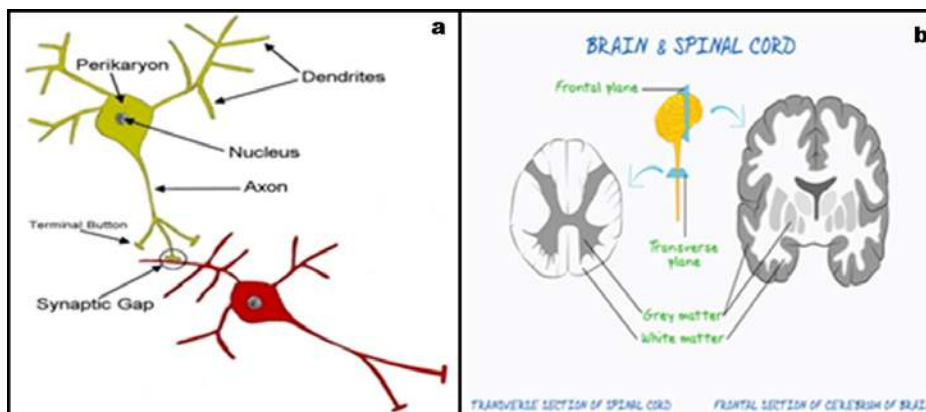 a
Perikaryon
Dendrites
Nucleus
Axon
Terminal Button
Synaptic Gap
b
BRAIN & SPINAL CORD
Frontal plane
Transverse
plane
Grey matter
White matter
TRANSVERSE SECTION OF SPINAL CORD
FRONTAL SECTION OF CEREBRUM OF BRAIN